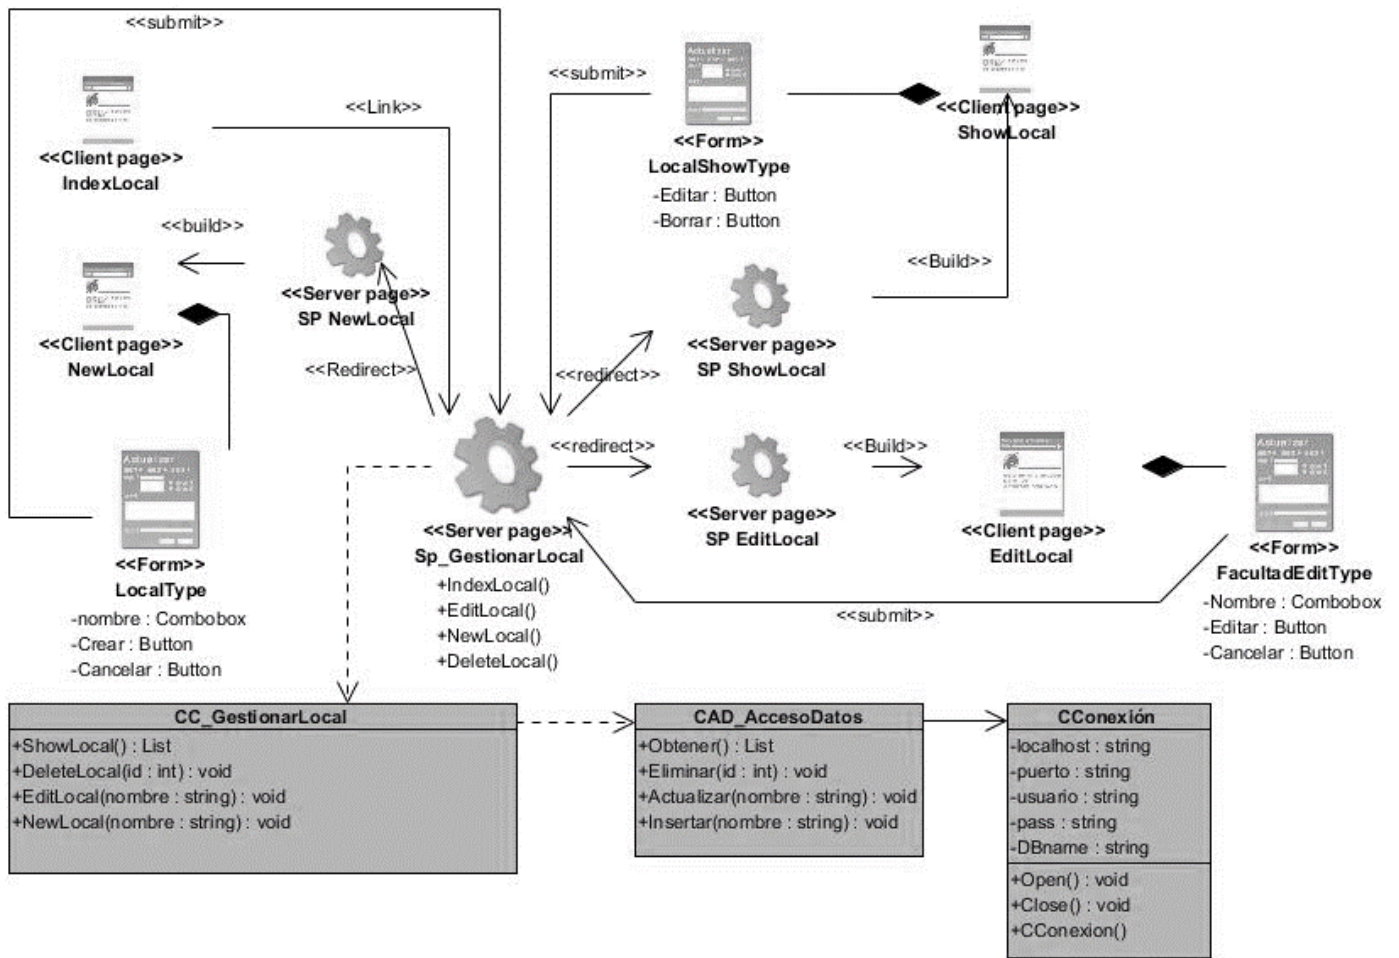 <<submit>>
<<Link>>
<<Client page>>
IndexLocal
<<build>>
<<Server page>>
SP NewLocal
<<Client page>>
NewLocal
<<Redirect>>
<<submit>>
Actualizar
<<Form>>
LocalShowType
-Editar : Button
-Borrar : Button
<<Client page>>
ShowLocal
<<Build>>
<<Server page>>
SP ShowLocal
<<redirect>>
<<redirect>>
<<Server page>>
SP EditLocal
<<Build>>
<<Client page>>
EditLocal
Actualizar
<<Form>>
FacultadEditType
-Nombre : Combobox
-Editar : Button
-Cancelar : Button
<<submit>>
Actualizar
<<Form>>
LocalType
-nombre : Combobox
-Crear : Button
-Cancelar : Button
<<Server page>>
Sp_GestionarLocal
+IndexLocal()
+EditLocal()
+NewLocal()
+DeleteLocal()
CC_GestionarLocal
+ShowLocal() : List
+DeleteLocal(id : int) : void
+EditLocal(nombre : string) : void
+NewLocal(nombre : string) : void
CAD_AccesoDatos
+Obtener() : List
+Eliminar(id : int) : void
+Actualizar(nombre : string) : void
+Insertar(nombre : string) : void
CConexión
-localhost : string
-puerto : string
-usuario : string
-pass : string
-DBname : string
+Open() : void
+Close() : void
+CConexion()